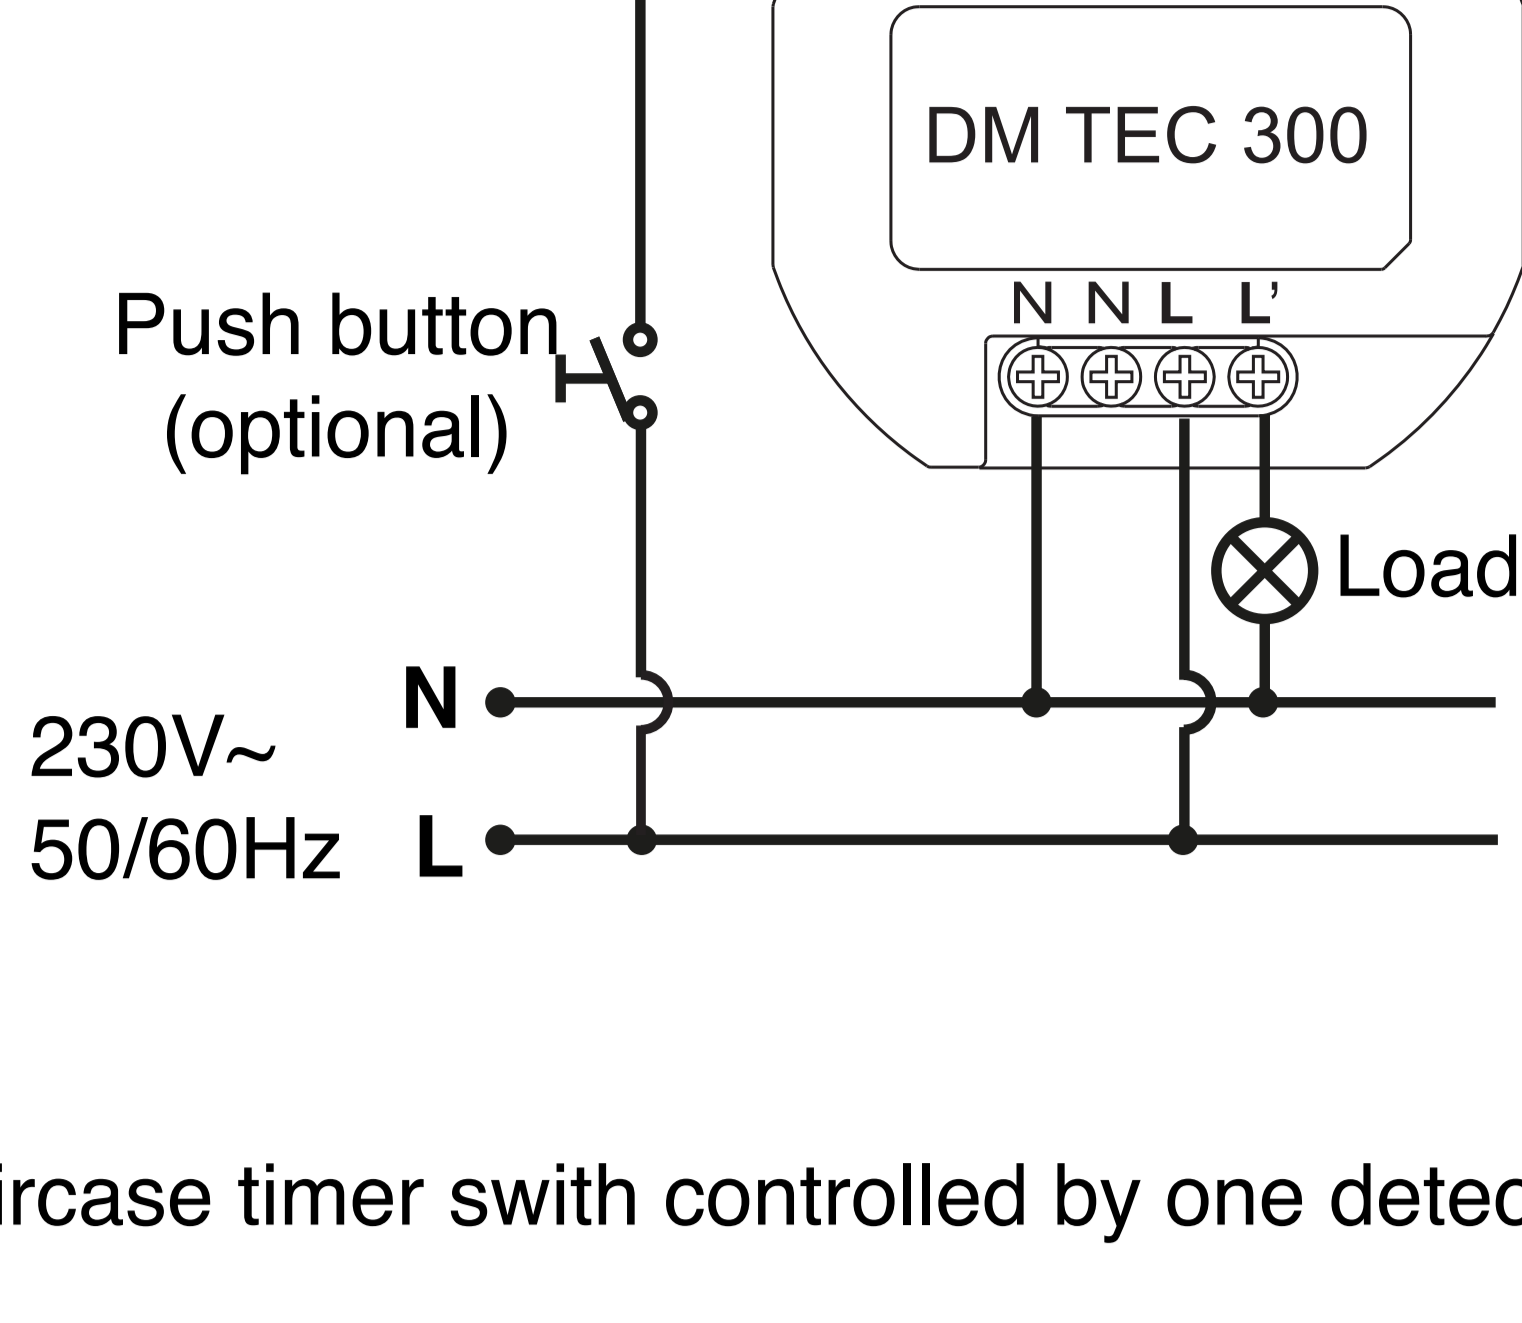 DM TEC 300
N N L L’
Push button
(optional)
Load
N
230V~
50/60Hz
L
ircase timer swith controlled by one detec